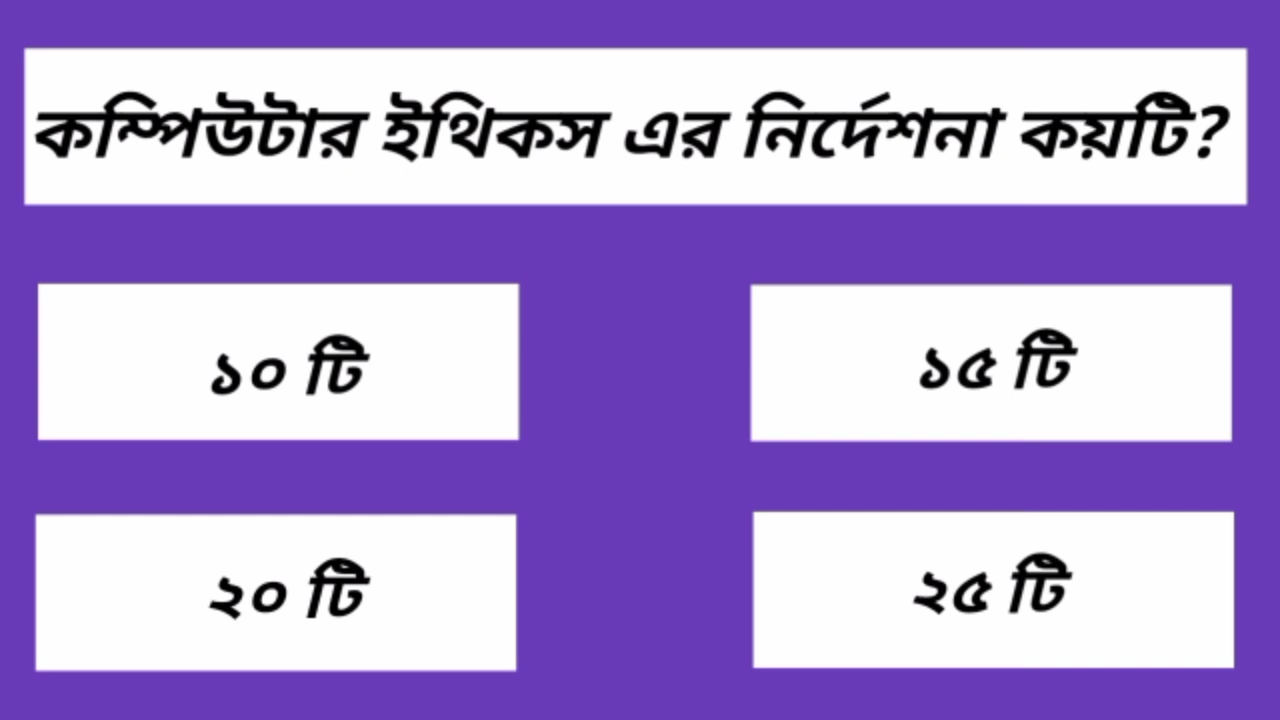 কম্পিউটার ইথিকস এর নির্দেশনা কয়টি?
১০ টি
১৫ টি
২০ টি
২৫ টি